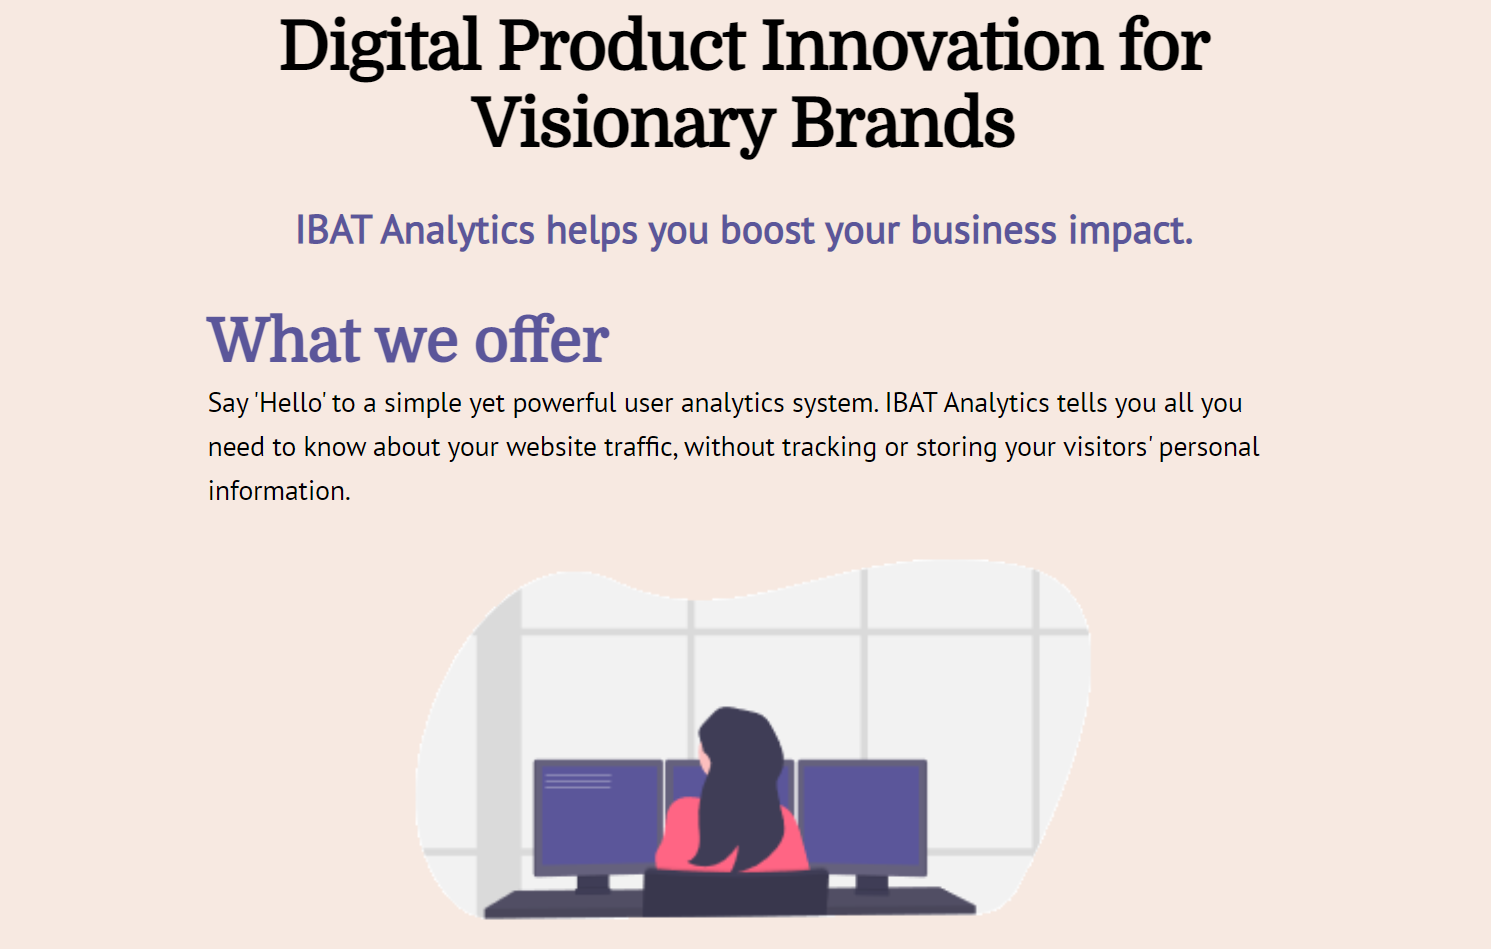 Digital Product Innovation for
Visionary Brands
IBAT Analytics helps you boost your business impact.
What we offer
Say 'Hello' to a simple yet powerful user analytics system. IBAT Analytics tells you all you
need to know about your website traffic, without tracking or storing your visitors' personal
information.